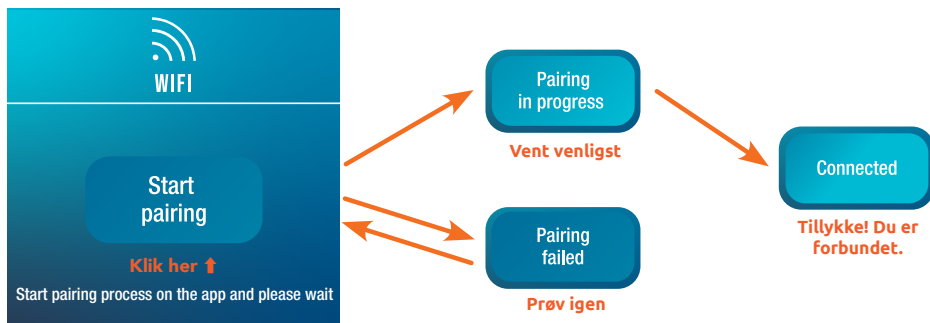 WIFI
Start
pairing
Klik her ⬆
Start pairing process on the app and please wait
Pairing
in progress
Vent venligst
Pairing
failed
Prøv igen
Connected
Tillykke! Du er
forbundet.